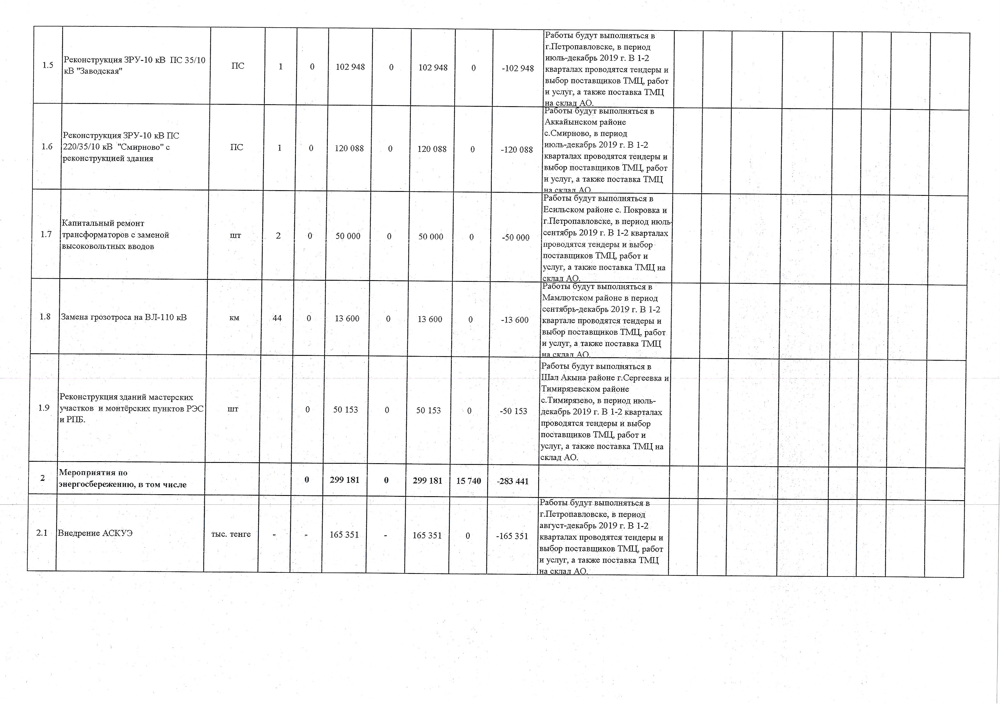 1.5
Реконструкция ЗРУ-10 кВ ПС 35/10
кВ "Заводская"
ПС
1
0
102 948
0
102 948
0
-102 948
Работы будут выполняться в
г.Петропавловске, в период
июль-декабрь 2019 г. В 1-2
кварталах проводятся тендеры и
выбор поставщиков ТМЦ, работ
и услуг, а также поставка ТМЦ
на склад АО.
1.6
Реконструкция ЗРУ-10 кВ ПС
220/35/10 кВ "Смирново" с
реконструкцией здания
ПС
1
0
120 088
0
120 088
0
-120 088
Работы будут выполняться в
Аккайынском районе
с.Смирново, в период
июль-декабрь 2019 г. В 1-2
кварталах проводятся тендеры и
выбор поставщиков ТМЦ, работ
и услуг, а также поставка ТМЦ
на склад АО
1.7
Капитальный ремонт
трансформаторов с заменой
высоковольтных вводов
шт
2
0
50 000
0
50 000
0
-50 000
Работы будут выполняться в
Есильском районе с. Покровка и
г.Петропавловске, в период июль-
сентябрь 2019 г. В 1-2 кварталах
проводятся тендеры и выбор
поставщиков ТМЦ, работ и
услуг, а также поставка ТМЦ на
склад АО.
1.8
Замена грозотроса на ВЛ-110 кВ
км
44
0
13 600
0
13 600
0
-13 600
Работы будут выполняться в
Мамлютском районе в период
сентябрь-декабрь 2019 г. В 1-2
квартале проводятся тендеры и
выбор поставщиков ТМЦ, работ
и услуг, а также поставка ТМЦ
на склад АО.
1.9
Реконструкция зданий мастерских
участков и монтёрских пунктов РЭС
и РПБ.
шт
0
50 153
0
50 153
0
-50 153
Работы будут выполняться в
Шал Акына районе г.Сергеевка и
Тимирязевском районе
с.Тимирязево, в период июль-
декабрь 2019 г. В 1-2 кварталах
проводятся тендеры и выбор
поставщиков ТМЦ, работ и
услуг, а также поставка ТМЦ на
склад АО.
2
Мероприятия по
энергосбережению, в том числе
0
299 181
0
299 181
15 740
-283 441
2.1
Внедрение АСКУЭ
тыс. тенге
-
-
165 351
-
165 351
0
-165 351
Работы будут выполняться в
г.Петропавловске, в период
август-декабрь 2019 г. В 1-2
кварталах проводятся тендеры и
выбор поставщиков ТМЦ, работ
и услуг, а также поставка ТМЦ
на склад АО.